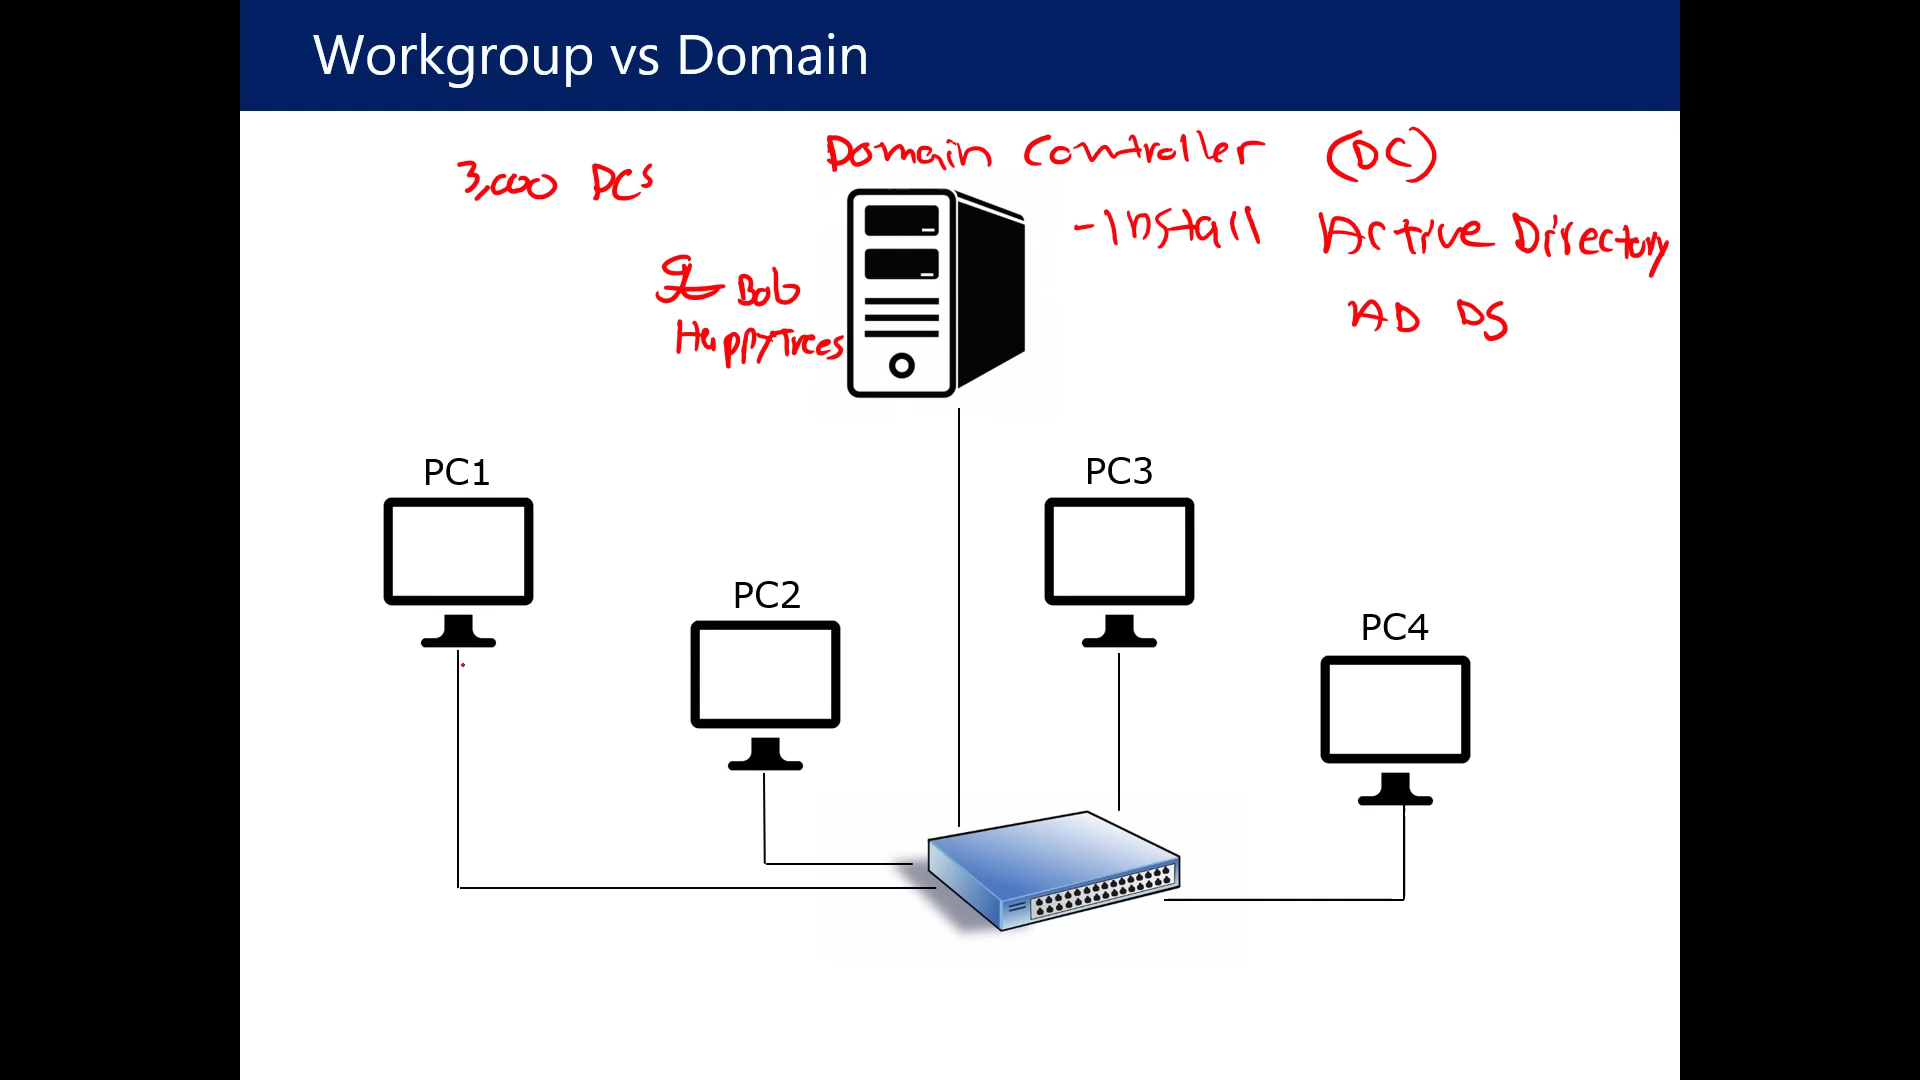 Workgroup vs Domain
Domain Controller (DC)
3,000 DCs
-Install Active Directory
Bob
HappyTrees
AD DS
PC1
PC3
PC2
PC4